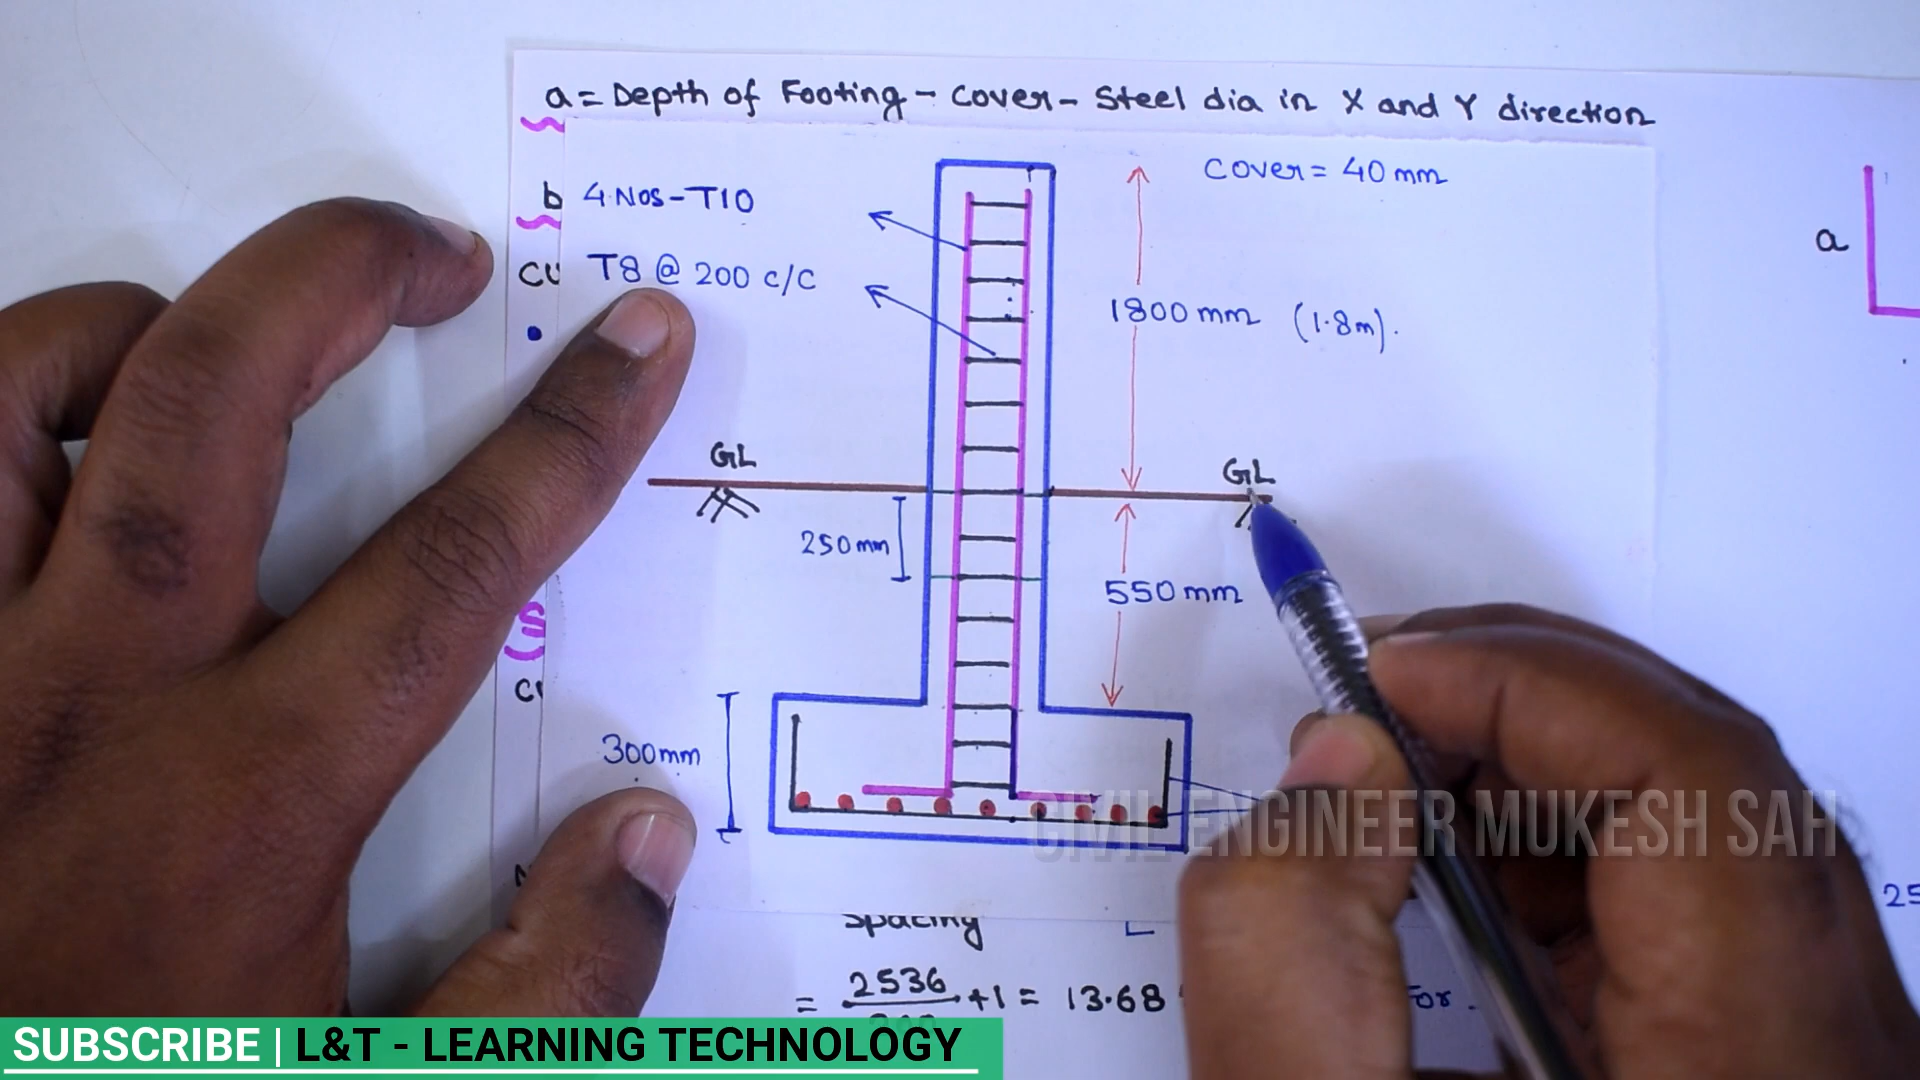 a = Depth of Footing - Cover - Steel dia in X and Y direction
Cover = 40 mm
b 4 Nos - T10
T8 @ 200 c/c
a
1800 mm (1.8m).
GL
GL
250mm
550mm
300mm
CIVIL ENGINEER MUKESH SAH
25
Spacing
= 2536 +1 = 13.68
For
SUBSCRIBE | L&T - LEARNING TECHNOLOGY